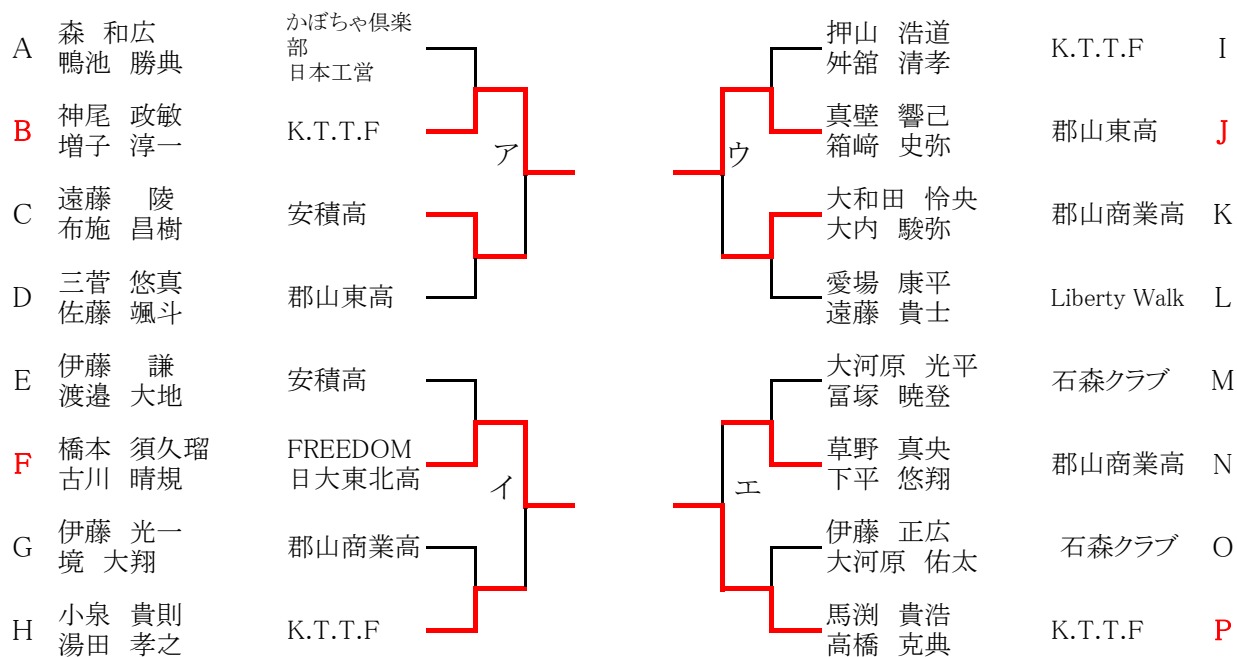 A 森 和広 かぼちゃ倶楽
部
鴨池 勝典 日本工営
B 神尾 政敏 K.T.T.F
増子 淳一
C 遠藤 陵 安積高
布施 昌樹
D 三菅 悠真 郡山東高
佐藤 颯斗
ア
E 伊藤 謙 安積高
渡邉 大地
F 橋本 須久瑠 FREEDOM
古川 晴規 日大東北高
G 伊藤 光一 郡山商業高
境 大翔
H 小泉 貴則 K.T.T.F
湯田 孝之
イ
押山 浩道 K.T.T.F I
舛舘 清孝
真壁 響己 郡山東高 J
箱﨑 史弥
大和田 怜央 郡山商業高 K
大内 駿弥
愛場 康平 Liberty Walk L
遠藤 貴士
ウ
大河原 光平 石森クラブ M
冨塚 暁登
草野 真央 郡山商業高 N
下平 悠翔
伊藤 正広 石森クラブ O
大河原 佑太
馬渕 貴浩 K.T.T.F P
高橋 克典
エ